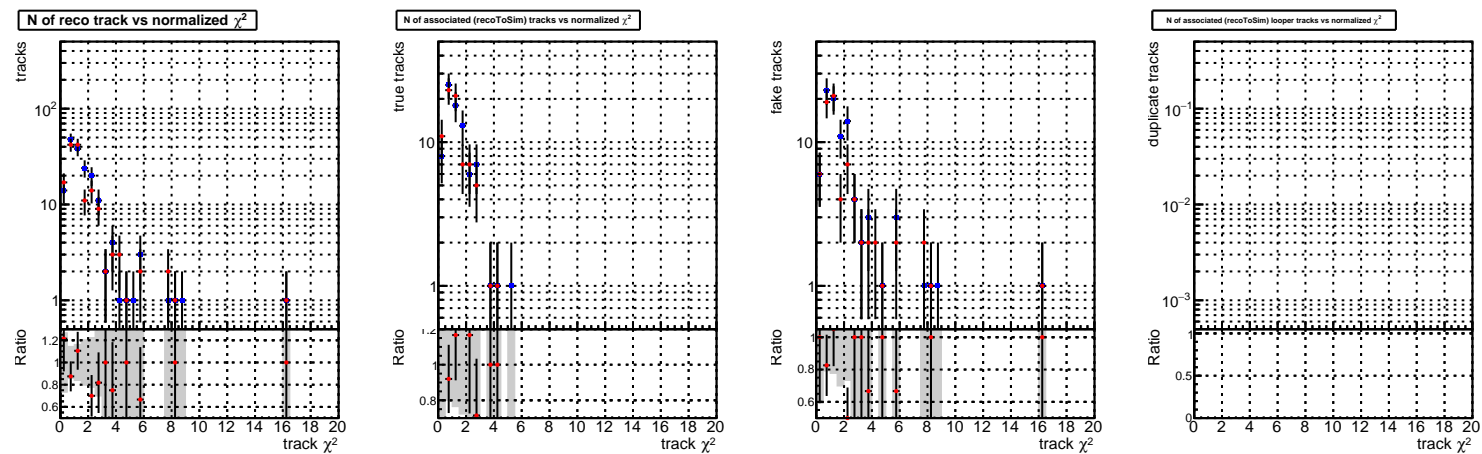 N of reco track vs normalized χ²
tracks
10²
10
1
Ratio
1.2
1
0.8
0.6
0 2 4 6 8 10 12 14 16 18 20
track χ²
N of associated (recoToSim) tracks vs normalized χ²
true tracks
10
1
Ratio
1.2
1
0.8
0 2 4 6 8 10 12 14 16 18 20
track χ²
fake tracks
10
1
Ratio
1
0.8
0.6
0 2 4 6 8 10 12 14 16 18 20
track χ²
N of associated (recoToSim) looper tracks vs normalized χ²
duplicate tracks
10⁻¹
10⁻²
10⁻³
Ratio
1
0.5
0
0 2 4 6 8 10 12 14 16 18 20
track χ²